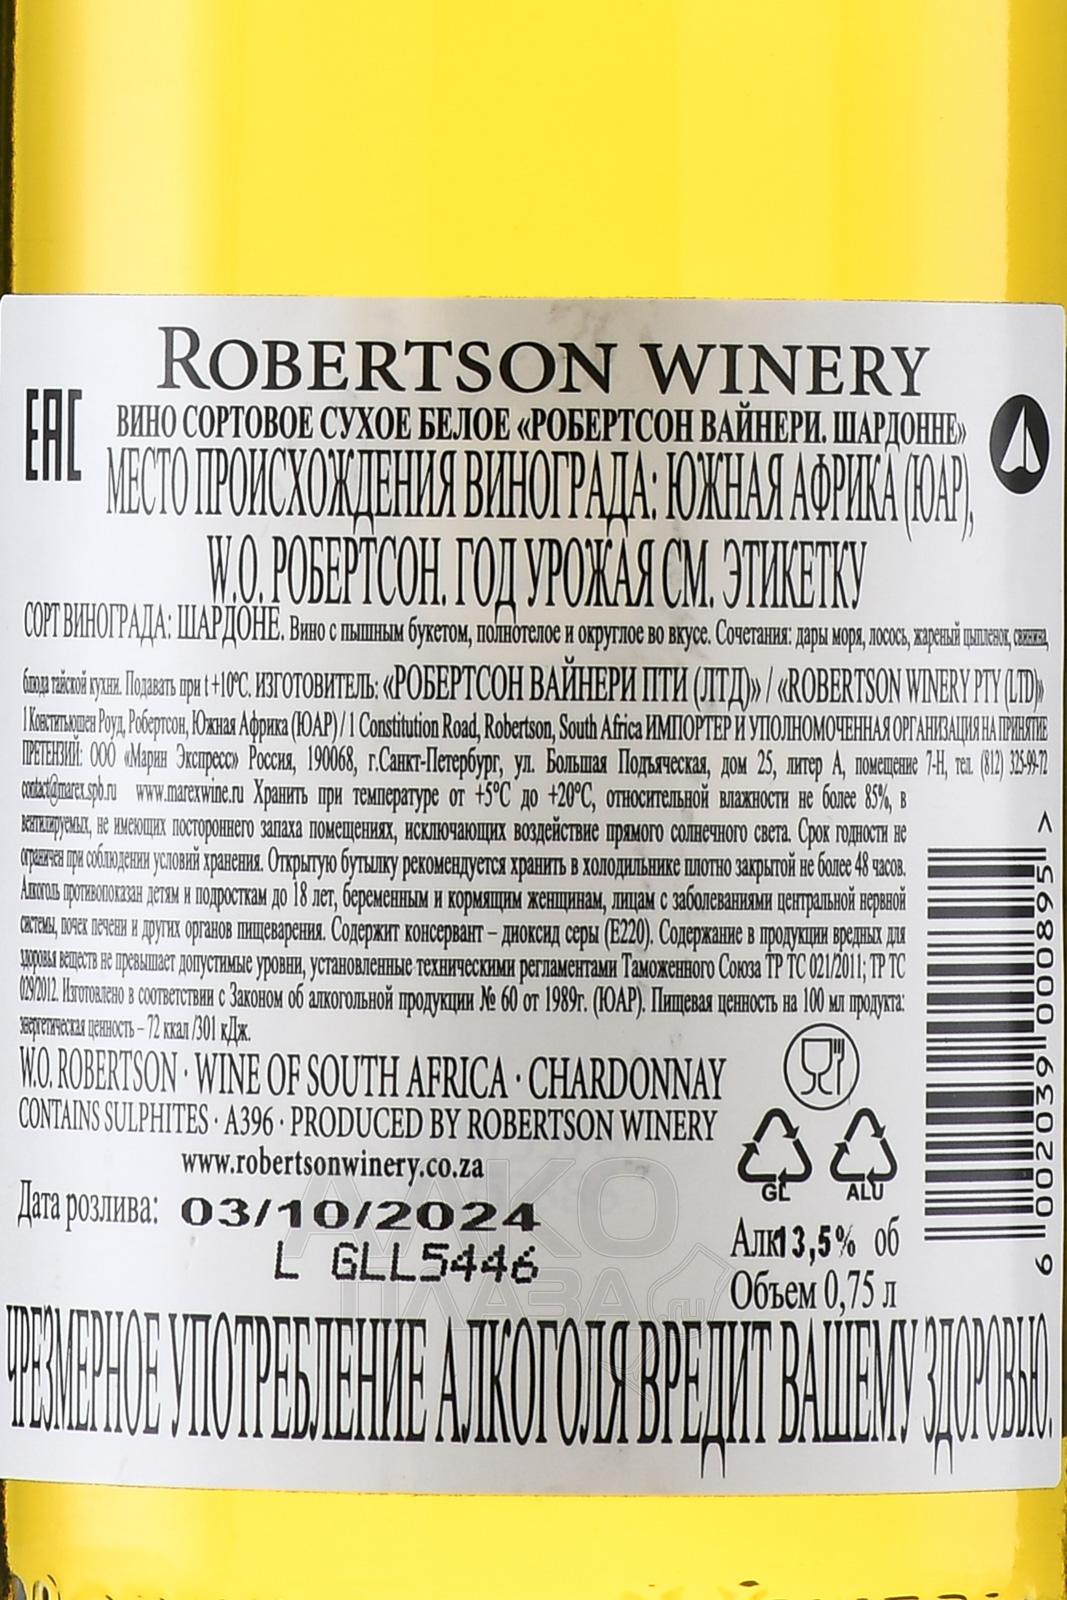 ROBERTSON WINERY
EAC
ВИНО СОРТОВОЕ СУХОЕ БЕЛОЕ «РОБЕРТСОН ВАЙНЕРИ. ШАРДОННЕ»
МЕСТО ПРОИСХОЖДЕНИЯ ВИНОГРАДА: ЮЖНАЯ АФРИКА (ЮАР),
W.O. РОБЕРТСОН. ГОД УРОЖАЯ СМ. ЭТИКЕТКУ
СОРТ ВИНОГРАДА: ШАРДОНЕ. Вино с пышным букетом, полнотелое и округлое во вкусе. Сочетания: дары моря, лосось, жареный цыпленок, свинина,
блюда тайской кухни. Подавать при t +10°С. ИЗГОТОВИТЕЛЬ: «РОБЕРТСОН ВАЙНЕРИ ПТИ (ЛТД)» / «ROBERTSON WINERY PTY (LTD)»
1 Конститьюшен Роуд, Робертсон, Южная Африка (ЮАР) / 1 Constitution Road, Robertson, South Africa ИМПОРТЕР И УПОЛНОМОЧЕННАЯ ОРГАНИЗАЦИЯ НА ПРИНЯТИЕ
ПРЕТЕНЗИЙ: ООО «Марин Экспресс» Россия, 190068, г.Санкт-Петербург, ул. Большая Подъяческая, дом 25, литер А, помещение 7-Н, тел. (812) 325-99-72
contact@marex.spb.ru www.marexwine.ru Хранить при температуре от +5°С до +20°С, относительной влажности не более 85%, в
вентилируемых, не имеющих постороннего запаха помещениях, исключающих воздействие прямого солнечного света. Срок годности не
ограничен при соблюдении условий хранения. Открытую бутылку рекомендуется хранить в холодильнике плотно закрытой не более 48 часов.
Алкоголь противопоказан детям и подросткам до 18 лет, беременным и кормящим женщинам, лицам с заболеваниями центральной нервной
системы, почек печени и других органов пищеварения. Содержит консервант – диоксид серы (Е220). Содержание в продукции вредных для
здоровья веществ не превышает допустимые уровни, установленные техническими регламентами Таможенного Союза ТР ТС 021/2011; ТР ТС
029/2012. Изготовлено в соответствии с Законом об алкогольной продукции № 60 от 1989г. (ЮАР). Пищевая ценность на 100 мл продукта:
энергетическая ценность – 72 ккал /301 кДж.
W.O. ROBERTSON · WINE OF SOUTH AFRICA · CHARDONNAY
CONTAINS SULPHITES · A396 · PRODUCED BY ROBERTSON WINERY
www.robertsonwinery.co.za
GL ALU
6 002039 000895 >
Дата розлива: 03/10/2024
L GLL5446
Алк13,5% об
Объем 0,75 л
АЛКО
ПЛАЗА.ru
ЧРЕЗМЕРНОЕ УПОТРЕБЛЕНИЕ АЛКОГОЛЯ ВРЕДИТ ВАШЕМУ ЗДОРОВЬЮ.